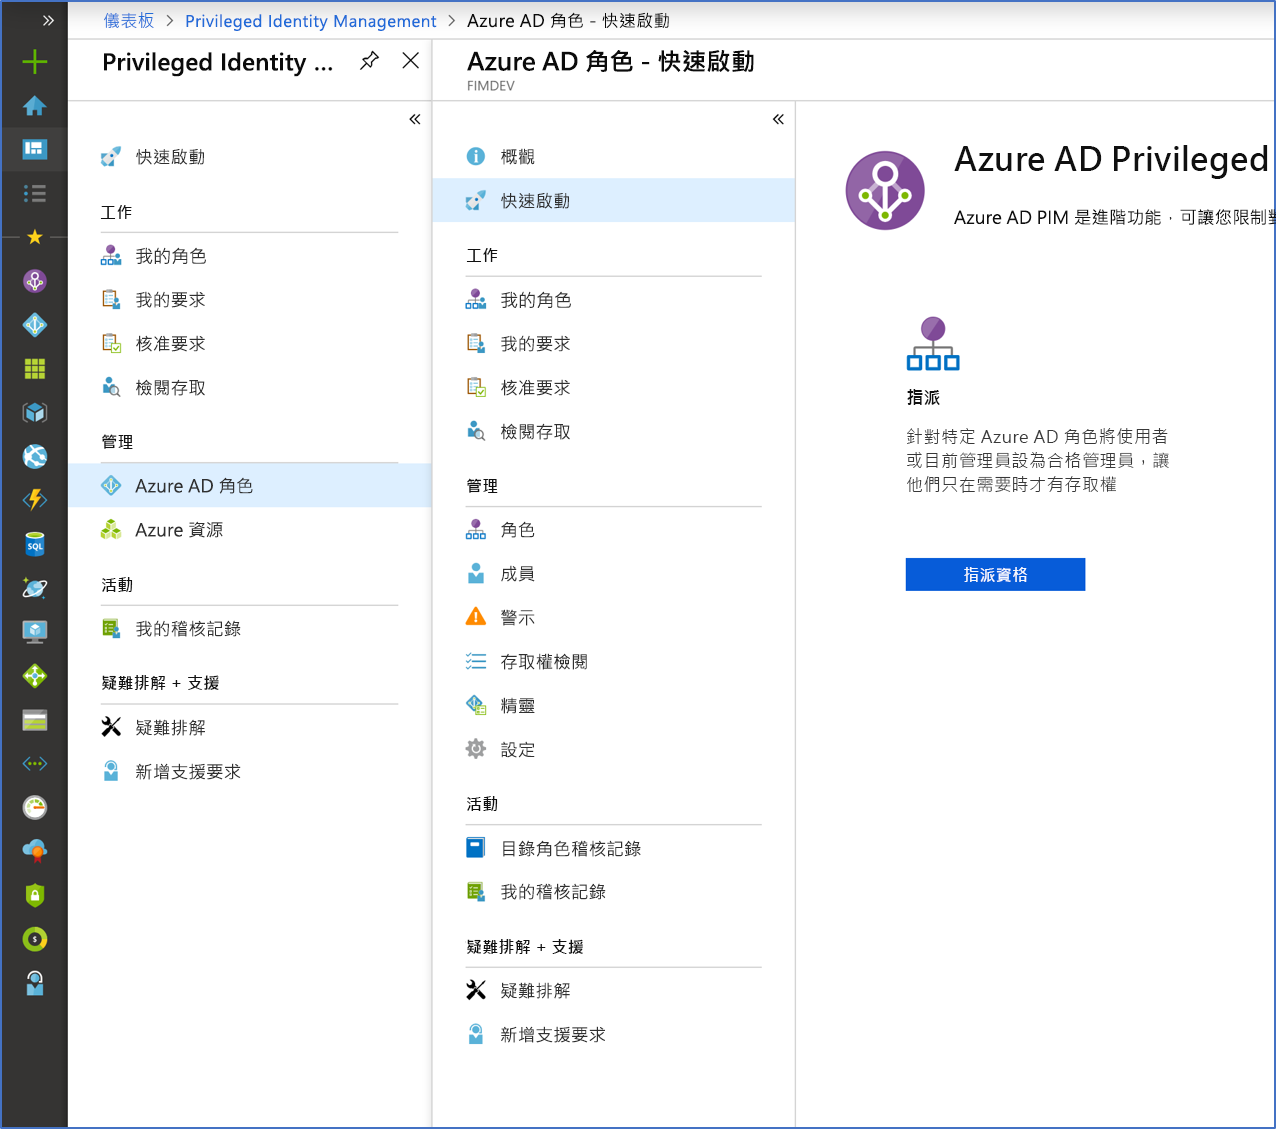 儀表板 > Privileged Identity Management > Azure AD 角色 - 快速啟動
Privileged Identity ...
快速啟動
工作
我的角色
我的要求
核准要求
檢閱存取
管理
Azure AD 角色
Azure 資源
活動
我的稽核記錄
疑難排解 + 支援
疑難排解
新增支援要求
Azure AD 角色 - 快速啟動
FIMDEV
概觀
快速啟動
工作
我的角色
我的要求
核准要求
檢閱存取
管理
角色
成員
警示
存取權檢閱
精靈
設定
活動
目錄角色稽核記錄
我的稽核記錄
疑難排解 + 支援
疑難排解
新增支援要求
Azure AD Privileged
Azure AD PIM 是進階功能，可讓您限制對
指派
針對特定 Azure AD 角色將使用者
或目前管理員設為合格管理員，讓
他們只在需要時才有存取權
指派資格
SQL